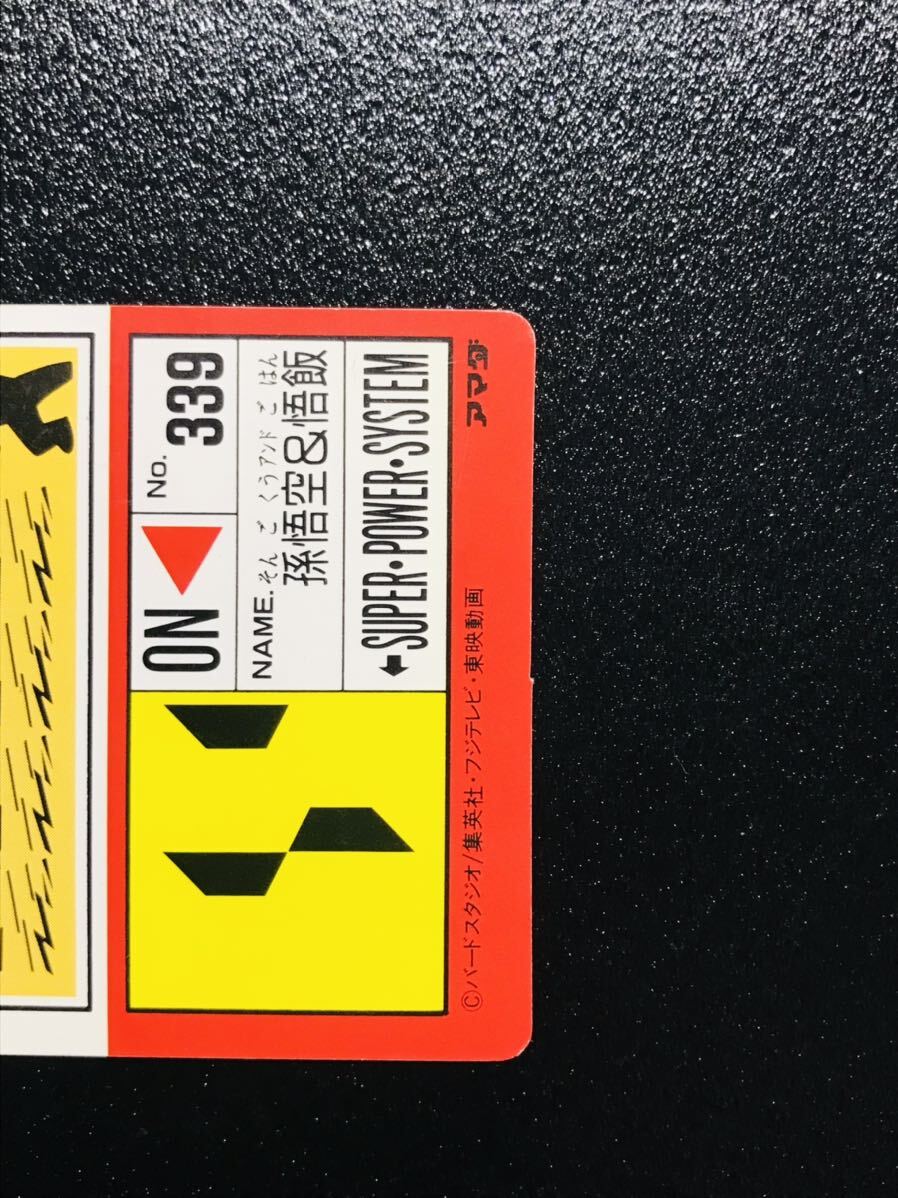 ON
No. 339
NAME. そん ご くうアンド ご はん
孫悟空&悟飯
SUPER・POWER・SYSTEM
アマダ
©バードスタジオ/集英社・フジテレビ・東映動画